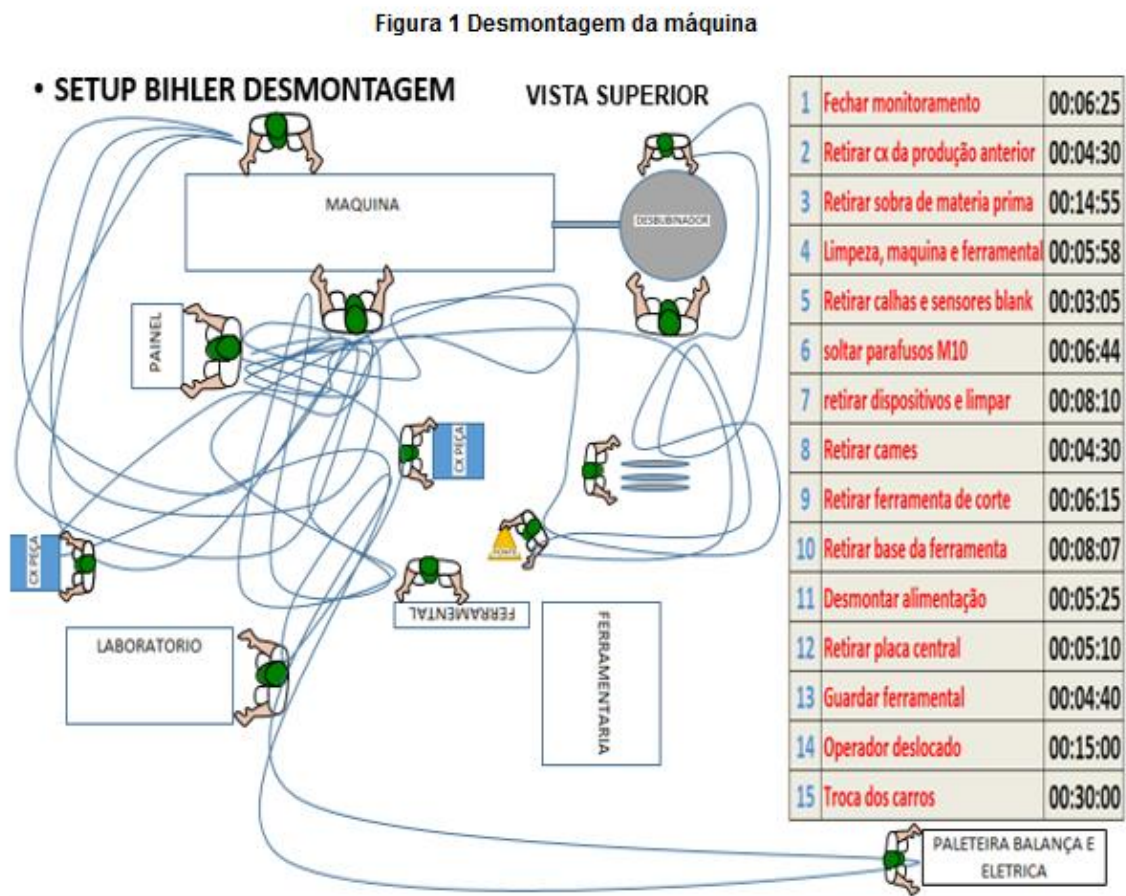 Figura 1 Desmontagem da máquina
• SETUP BIHLER DESMONTAGEM
VISTA SUPERIOR
MAQUINA
DESBUBINADOR
PAINEL
CX PEÇA
CX PEÇA
PONTE
FERRAMENTAL
LABORATORIO
FERRAMENTARIA
PALETEIRA BALANÇA E
ELETRICA
1 Fechar monitoramento 00:06:25
2 Retirar cx da produção anterior 00:04:30
3 Retirar sobra de materia prima 00:14:55
4 Limpeza, maquina e ferramental 00:05:58
5 Retirar calhas e sensores blank 00:03:05
6 soltar parafusos M10 00:06:44
7 retirar dispositivos e limpar 00:08:10
8 Retirar cames 00:04:30
9 Retirar ferramenta de corte 00:06:15
10 Retirar base da ferramenta 00:08:07
11 Desmontar alimentação 00:05:25
12 Retirar placa central 00:05:10
13 Guardar ferramental 00:04:40
14 Operador deslocado 00:15:00
15 Troca dos carros 00:30:00